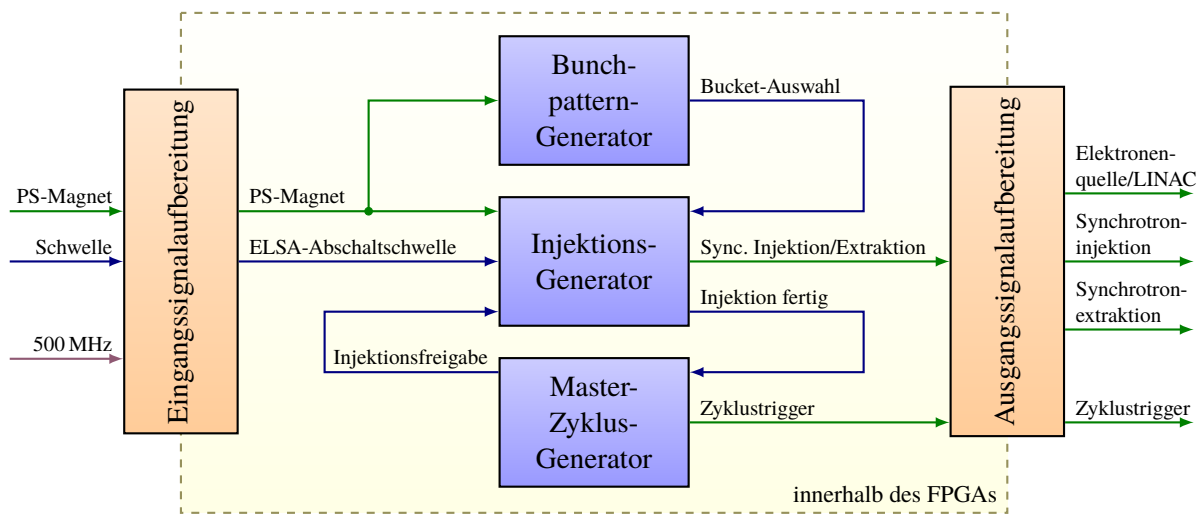 PS-Magnet
Schwelle
500 MHz
Eingangssignalaufbereitung
PS-Magnet
ELSA-Abschaltschwelle
Injektionsfreigabe
Bunch-
pattern-
Generator
Injektions-
Generator
Master-
Zyklus-
Generator
Bucket-Auswahl
Sync. Injektion/Extraktion
Injektion fertig
Zyklustrigger
Ausgangssignalaufbereitung
Elektronen-
quelle/LINAC
Synchrotron-
injektion
Synchrotron-
extraktion
Zyklustrigger
innerhalb des FPGAs